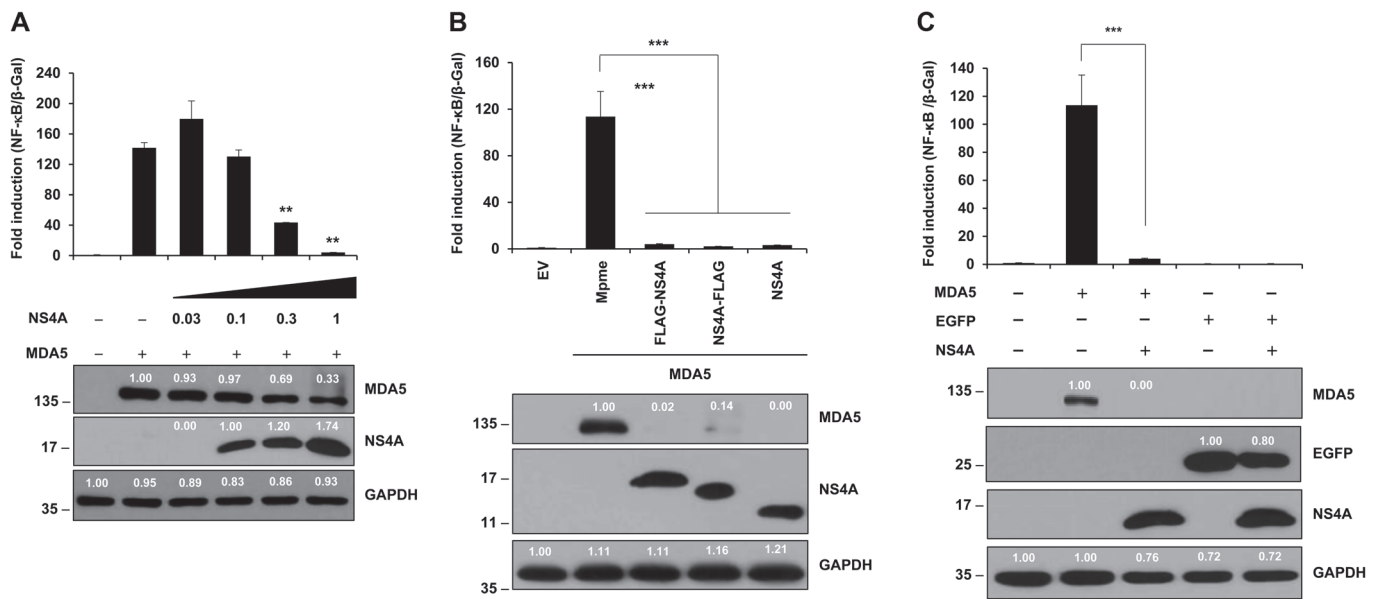 A
Fold induction (NF-κB/β-Gal)
240
200
160
120
80
40
0
**
**
NS4A – – 0.03 0.1 0.3 1
MDA5 – + + + + +
1.00 0.93 0.97 0.69 0.33
135 –
MDA5
0.00 1.00 1.20 1.74
17 –
NS4A
1.00 0.95 0.89 0.83 0.86 0.93
35 –
GAPDH
B
Fold induction (NF-κB/β-Gal)
160
120
80
40
0
***
***
EV
Mpme
FLAG-NS4A
NS4A-FLAG
NS4A
MDA5
1.00 0.02 0.14 0.00
135 –
MDA5
17 –
11 –
NS4A
1.00 1.11 1.11 1.16 1.21
35 –
GAPDH
C
Fold induction (NF-κB /β-Gal)
140
120
100
80
60
40
20
0
***
MDA5 – + + – –
EGFP – – – + +
NS4A – – + – +
1.00 0.00
135 –
MDA5
1.00 0.80
25 –
EGFP
17 –
NS4A
1.00 1.00 0.76 0.72 0.72
35 –
GAPDH